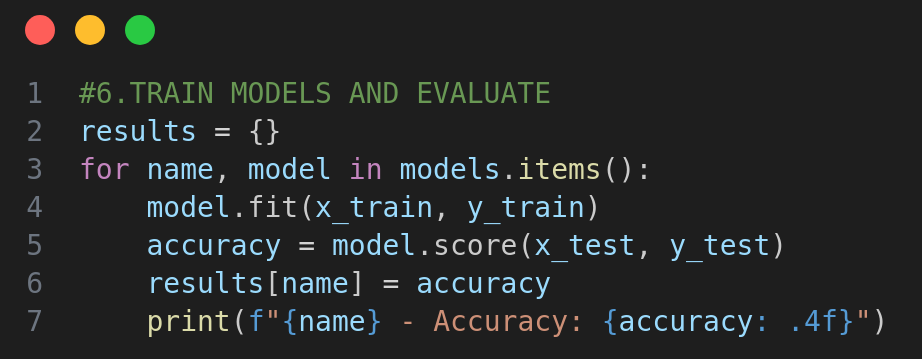 1 #6.TRAIN MODELS AND EVALUATE
2 results = {}
3 for name, model in models.items():
4     model.fit(x_train, y_train)
5     accuracy = model.score(x_test, y_test)
6     results[name] = accuracy
7     print(f"{name} - Accuracy: {accuracy: .4f}")